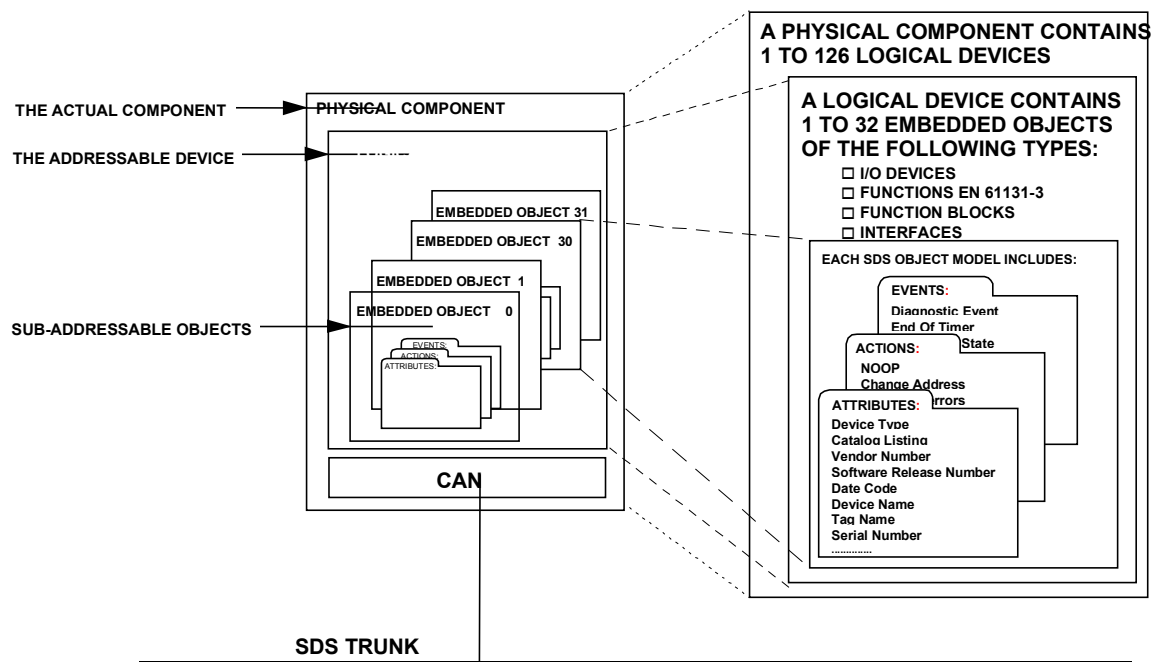 THE ACTUAL COMPONENT
THE ADDRESSABLE DEVICE
SUB-ADDRESSABLE OBJECTS
PHYSICAL COMPONENT
EMBEDDED OBJECT 31
EMBEDDED OBJECT 30
EMBEDDED OBJECT 1
EMBEDDED OBJECT 0
EVENTS:
ACTIONS:
ATTRIBUTES:
CAN
SDS TRUNK
A PHYSICAL COMPONENT CONTAINS
1 TO 126 LOGICAL DEVICES
A LOGICAL DEVICE CONTAINS
1 TO 32 EMBEDDED OBJECTS
OF THE FOLLOWING TYPES:
☐ I/O DEVICES
☐ FUNCTIONS EN 61131-3
☐ FUNCTION BLOCKS
☐ INTERFACES
EACH SDS OBJECT MODEL INCLUDES:
EVENTS:
Diagnostic Event
End Of Timer
State
ACTIONS:
NOOP
Change Address
ATTRIBUTES:
Device Type
Catalog Listing
Vendor Number
Software Release Number
Date Code
Device Name
Tag Name
Serial Number
..............